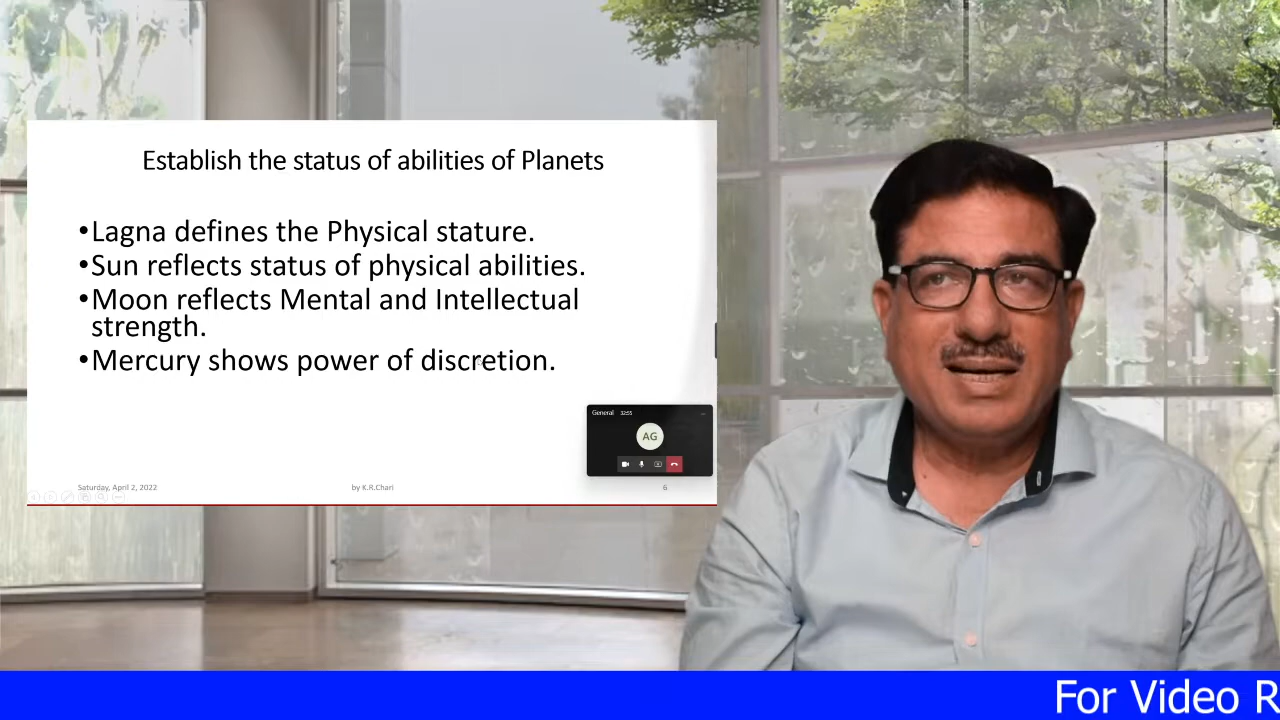 Establish the status of abilities of Planets
•Lagna defines the Physical stature.
•Sun reflects status of physical abilities.
•Moon reflects Mental and Intellectual
strength.
•Mercury shows power of discretion.
General 32:55
AG
Saturday, April 2, 2022 by K.R.Chari 6
For Video R